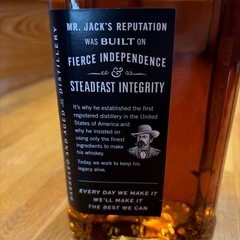 MR. JACK'S REPUTATION
WAS BUILT ON
FIERCE INDEPENDENCE
&
STEADFAST INTEGRITY
It's why he established the first
registered distillery in the United
States of America and
why he insisted on
using only the finest
ingredients to make
his whiskey.
Today, we work to keep his
legacy alive.
EVERY DAY WE MAKE IT
WE'LL MAKE IT
THE BEST WE CAN
DISTILLERY